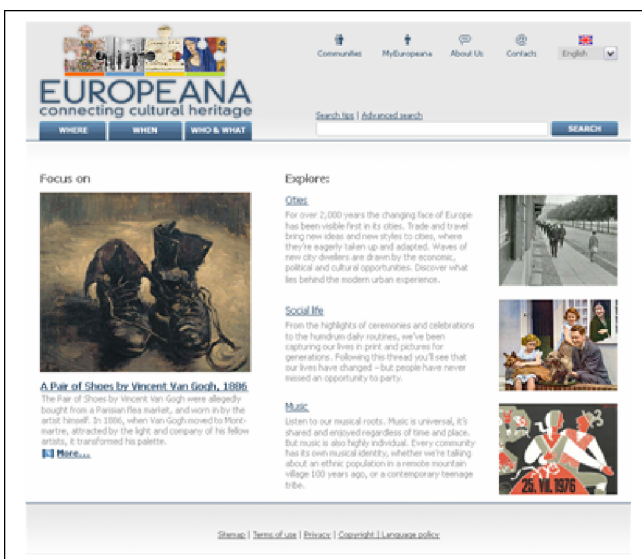 Communities MyEuropeana About Us Contacts English
EUROPEANA
connecting cultural heritage
Search tips | Advanced search
WHERE WHEN WHO & WHAT
SEARCH
Focus on
A Pair of Shoes by Vincent Van Gogh, 1886
The Pair of Shoes by Vincent Van Gogh were allegedly
bought from a Parisian flea market, and worn in by the
artist himself. In 1886, when Van Gogh moved to Mont-
martre, attracted by the light and company of his fellow
artists, it transformed his palette.
More...
Explore:
Cities
For over 2,000 years the changing face of Europe
has been visible first in its cities. Trade and travel
bring new ideas and new styles to cities, where
they're eagerly taken up and adapted. Waves of
new city dwellers are drawn by the economic,
political and cultural opportunities. Discover what
lies behind the modern urban experience.
Social life
From the highlights of ceremonies and celebrations
to the humdrum daily routines, we've been
capturing our lives in print and pictures for
generations. Following this thread you'll see that
our lives have changed - but people have never
missed an opportunity to party.
Music
Listen to our musical roots. Music is universal, it's
shared and enjoyed regardless of time and place.
But music is also highly individual. Every community
has its own musical identity, whether we're talking
about an ethnic population in a remote mountain
village 100 years ago, or a contemporary teenage
tribe.
25. VII. 1976
Sitemap | Terms of use | Privacy | Copyright | Language policy